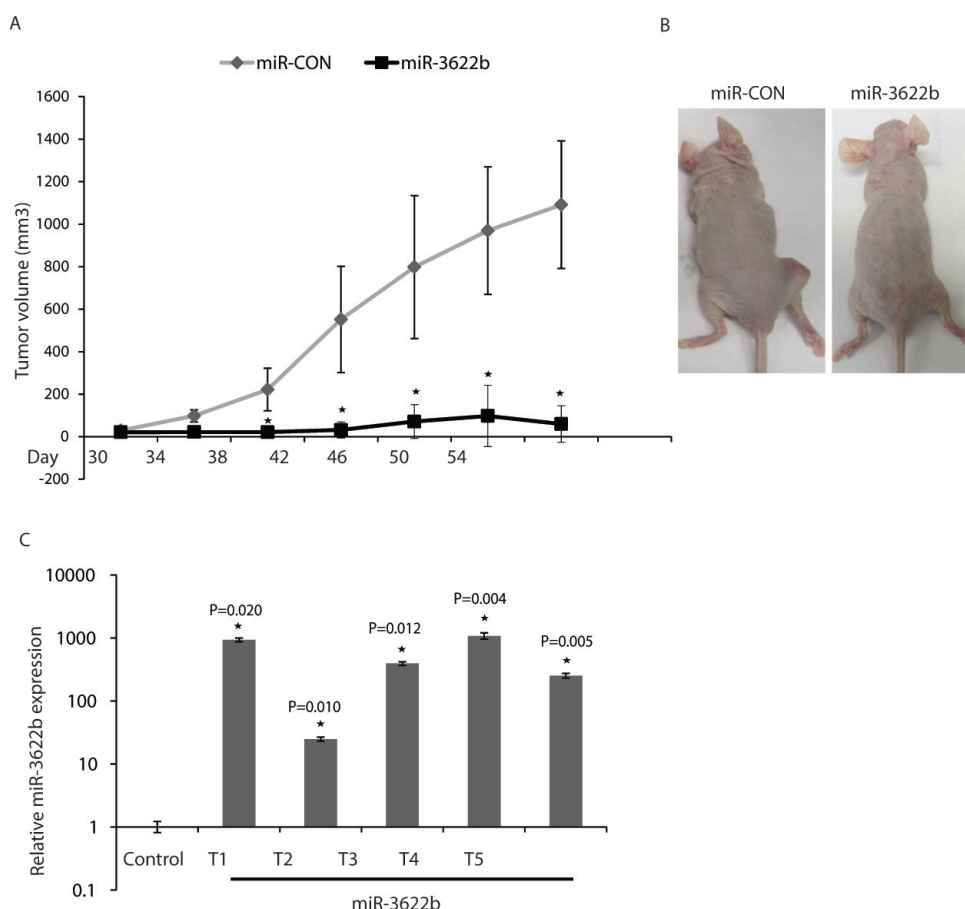 A
miR-CON miR-3622b
1600
1400
1200
1000
800
600
400
200
0
-200
Tumor volume (mm3)
Day 30 34 38 42 46 50 54
B
miR-CON miR-3622b
C
10000
1000
100
10
1
0.1
Relative miR-3622b expression
P=0.020
P=0.010
P=0.012
P=0.004
P=0.005
Control T1 T2 T3 T4 T5
miR-3622b